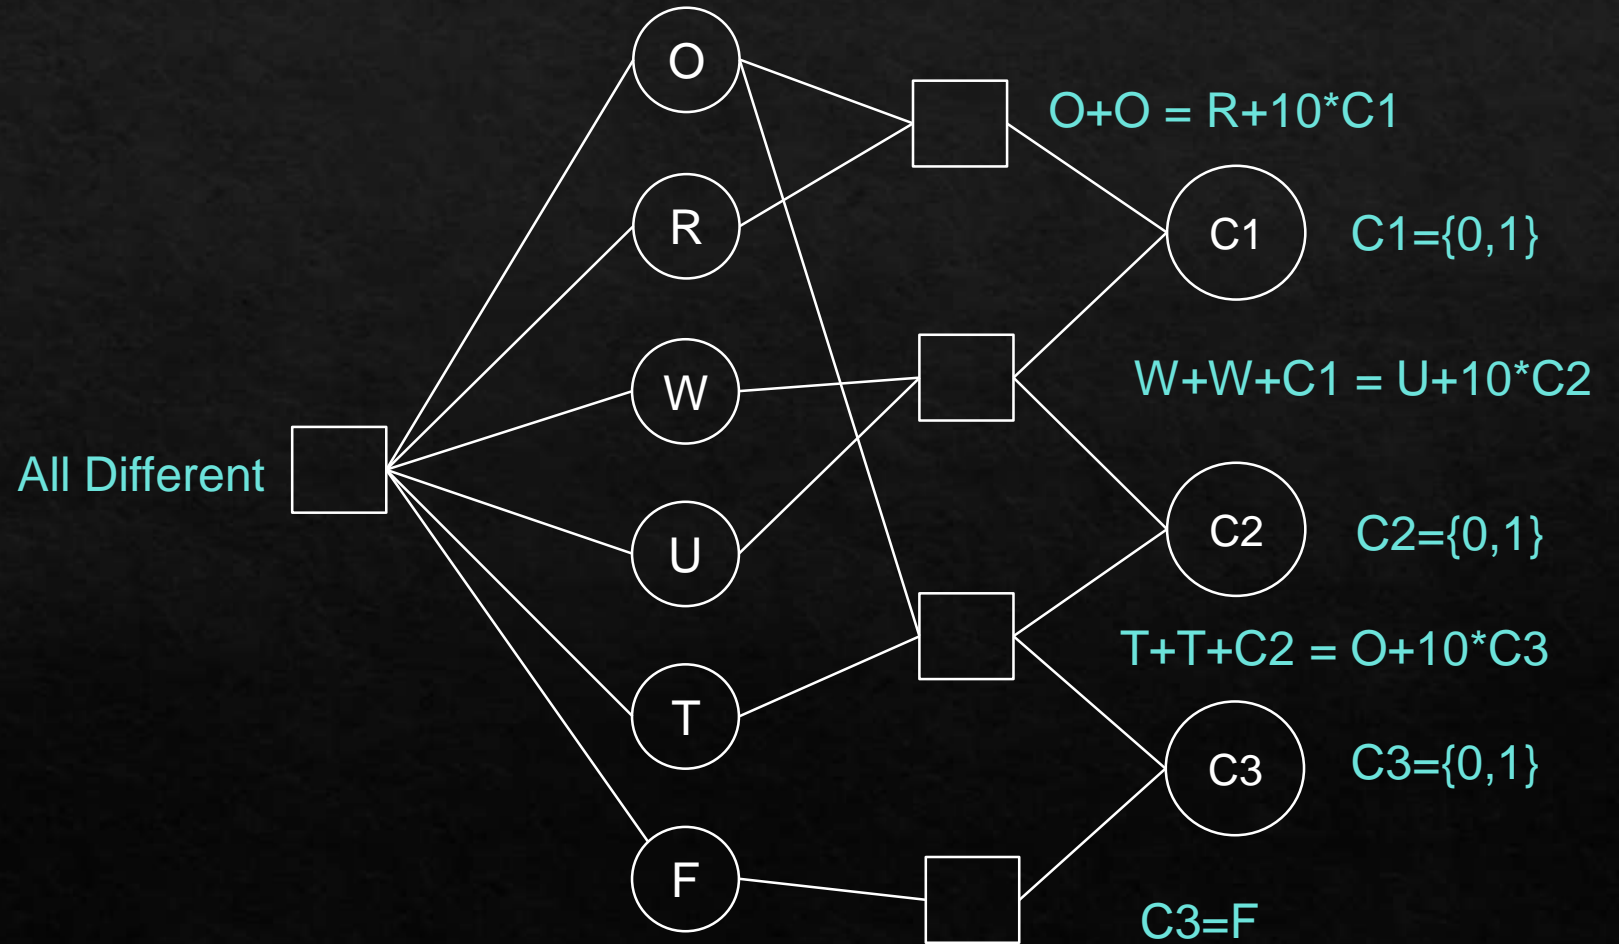 O
O+O = R+10*C1
R
C1
C1={0,1}
W
W+W+C1 = U+10*C2
All Different
U
C2
C2={0,1}
T+T+C2 = O+10*C3
T
C3
C3={0,1}
F
C3=F